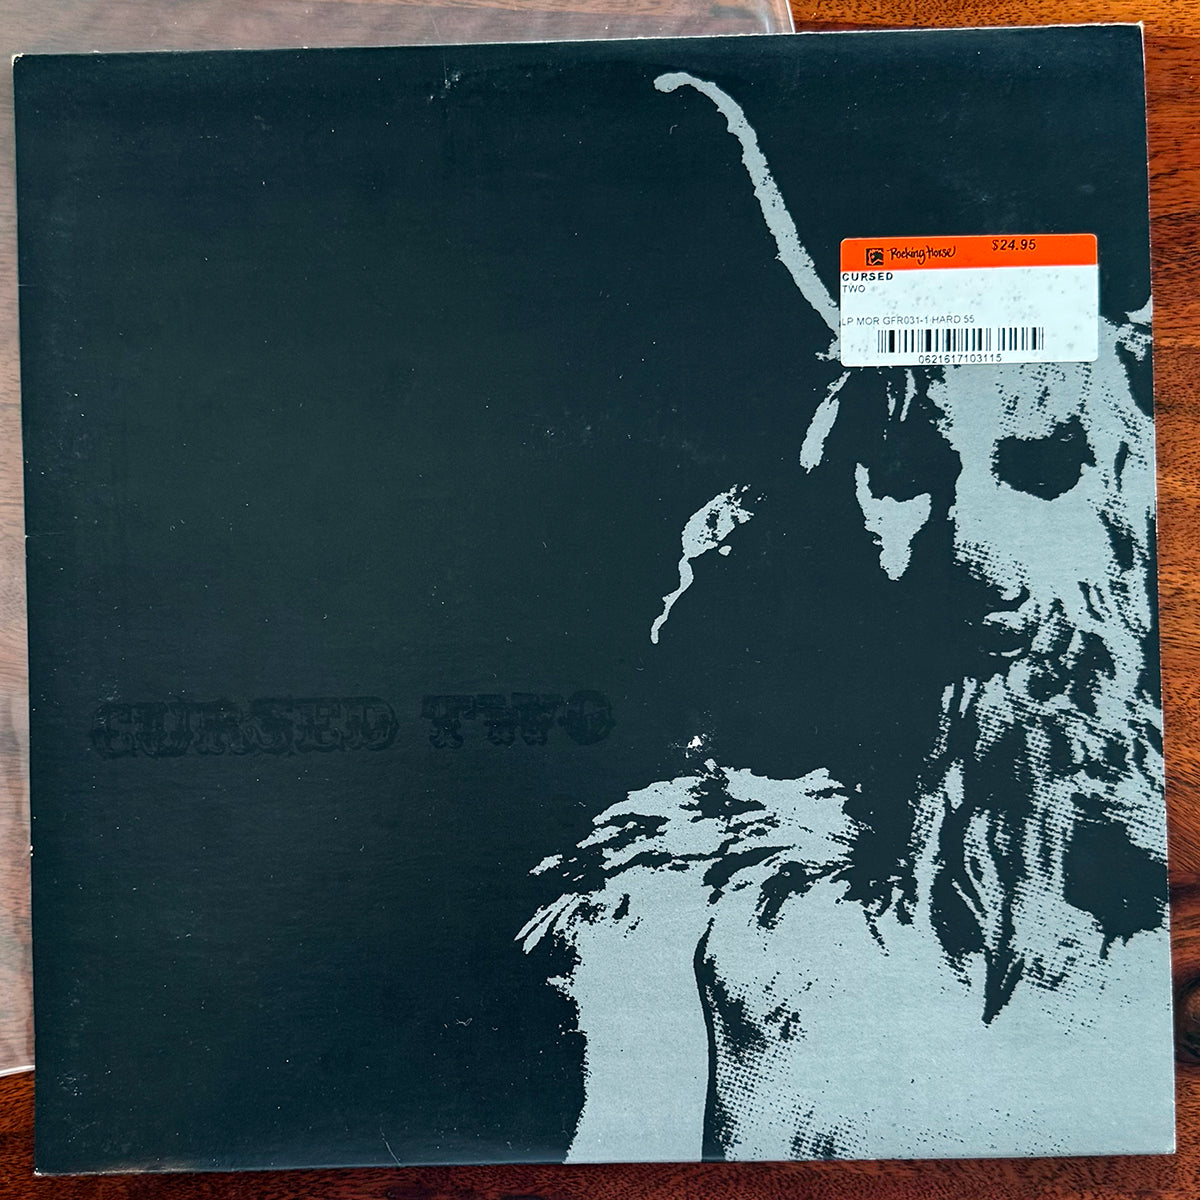 Rocking Horse $24.95
CURSED
TWO
LP MOR GFR031-1 HARD 55
0621617103115
CURSED TWO